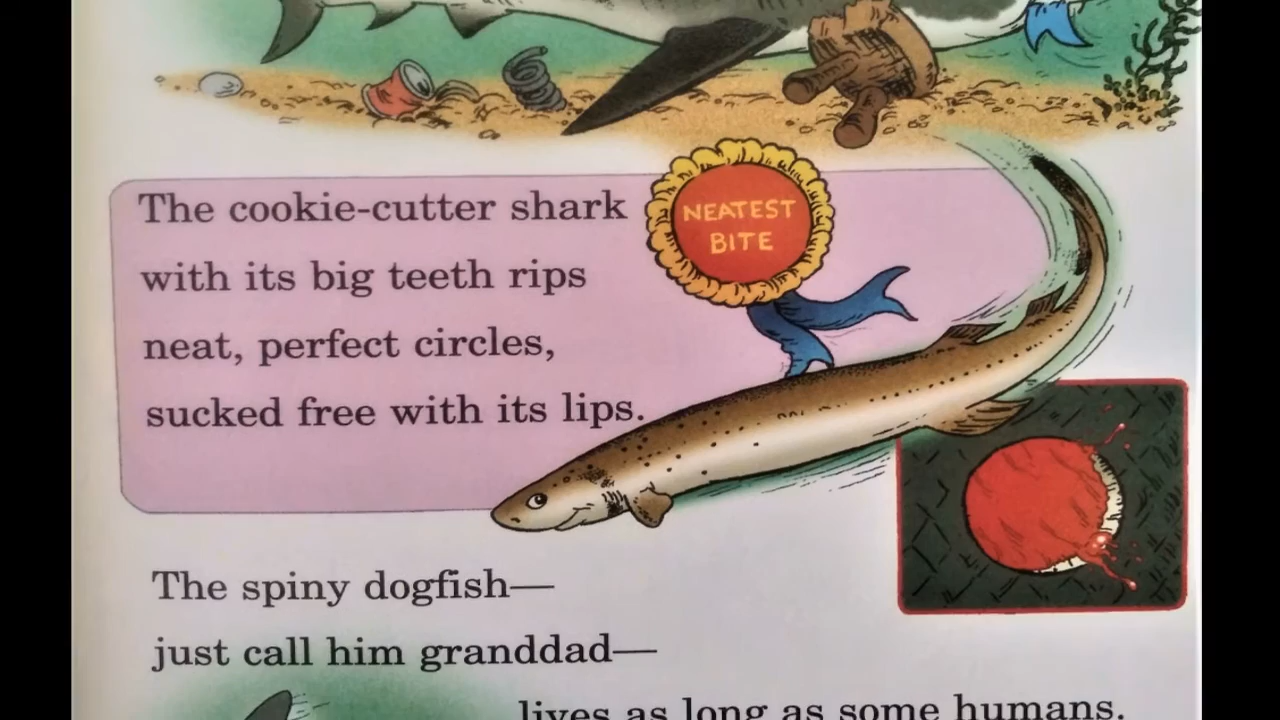 The cookie-cutter shark
with its big teeth rips
neat, perfect circles,
sucked free with its lips.
NEATEST
BITE
The spiny dogfish—
just call him granddad—
lives as long as some humans.